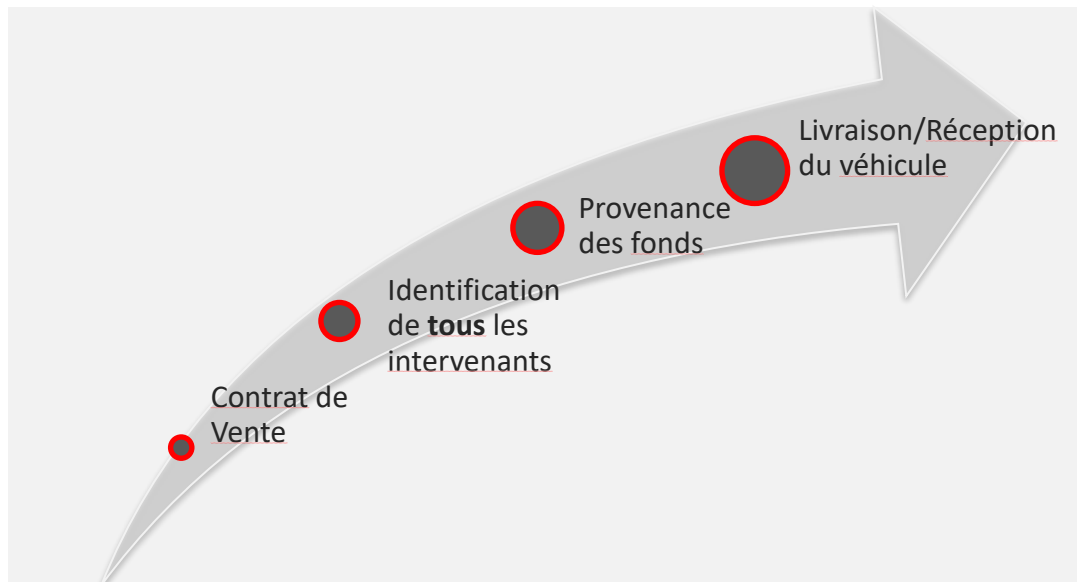 Livraison/Réception
du véhicule
Provenance
des fonds
Identification
de tous les
intervenants
Contrat de
Vente